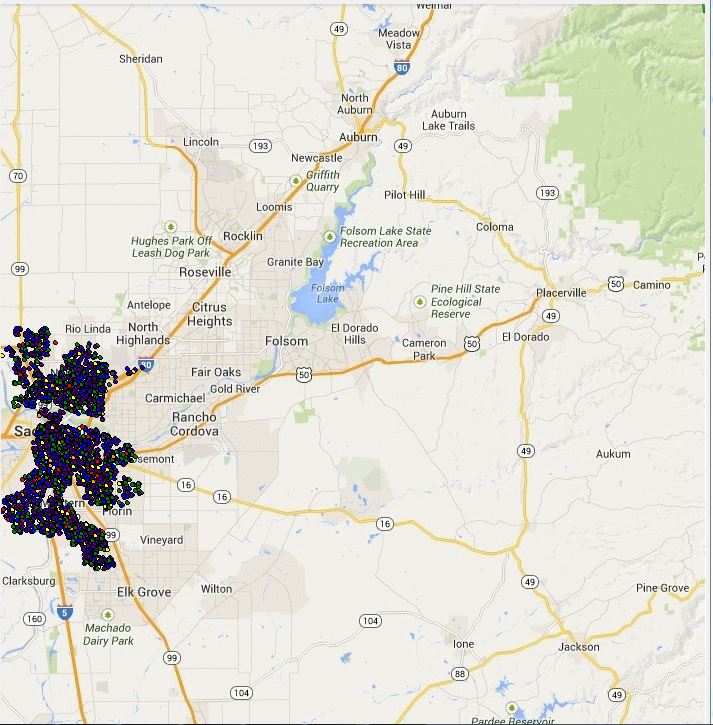 Weimar
49
Meadow
Vista
80
Sheridan
North
Auburn
Auburn
Lake Trails
Auburn
Lincoln
193
49
Newcastle
70
Griffith
Quarry
Pilot Hill
193
Loomis
Coloma
Folsom Lake State
Recreation Area
Hughes Park Off
Leash Dog Park
Rocklin
Granite Bay
99
Roseville
50
Camino
Folsom
Lake
Pine Hill State
Ecological
Reserve
Placerville
Antelope
Citrus
Heights
49
Rio Linda
North
Highlands
El Dorado
Hills
El Dorado
Folsom
Cameron
Park
50
80
Fair Oaks
50
Gold River
Carmichael
Rancho
Cordova
Sac
49
Aukum
semont
16
16
Florin
16
99
Vineyard
Clarksburg
49
Elk Grove
Wilton
Pine Grove
160
5
Machado
Dairy Park
104
Ione
Jackson
99
88
104
49
Pardee Reservoir